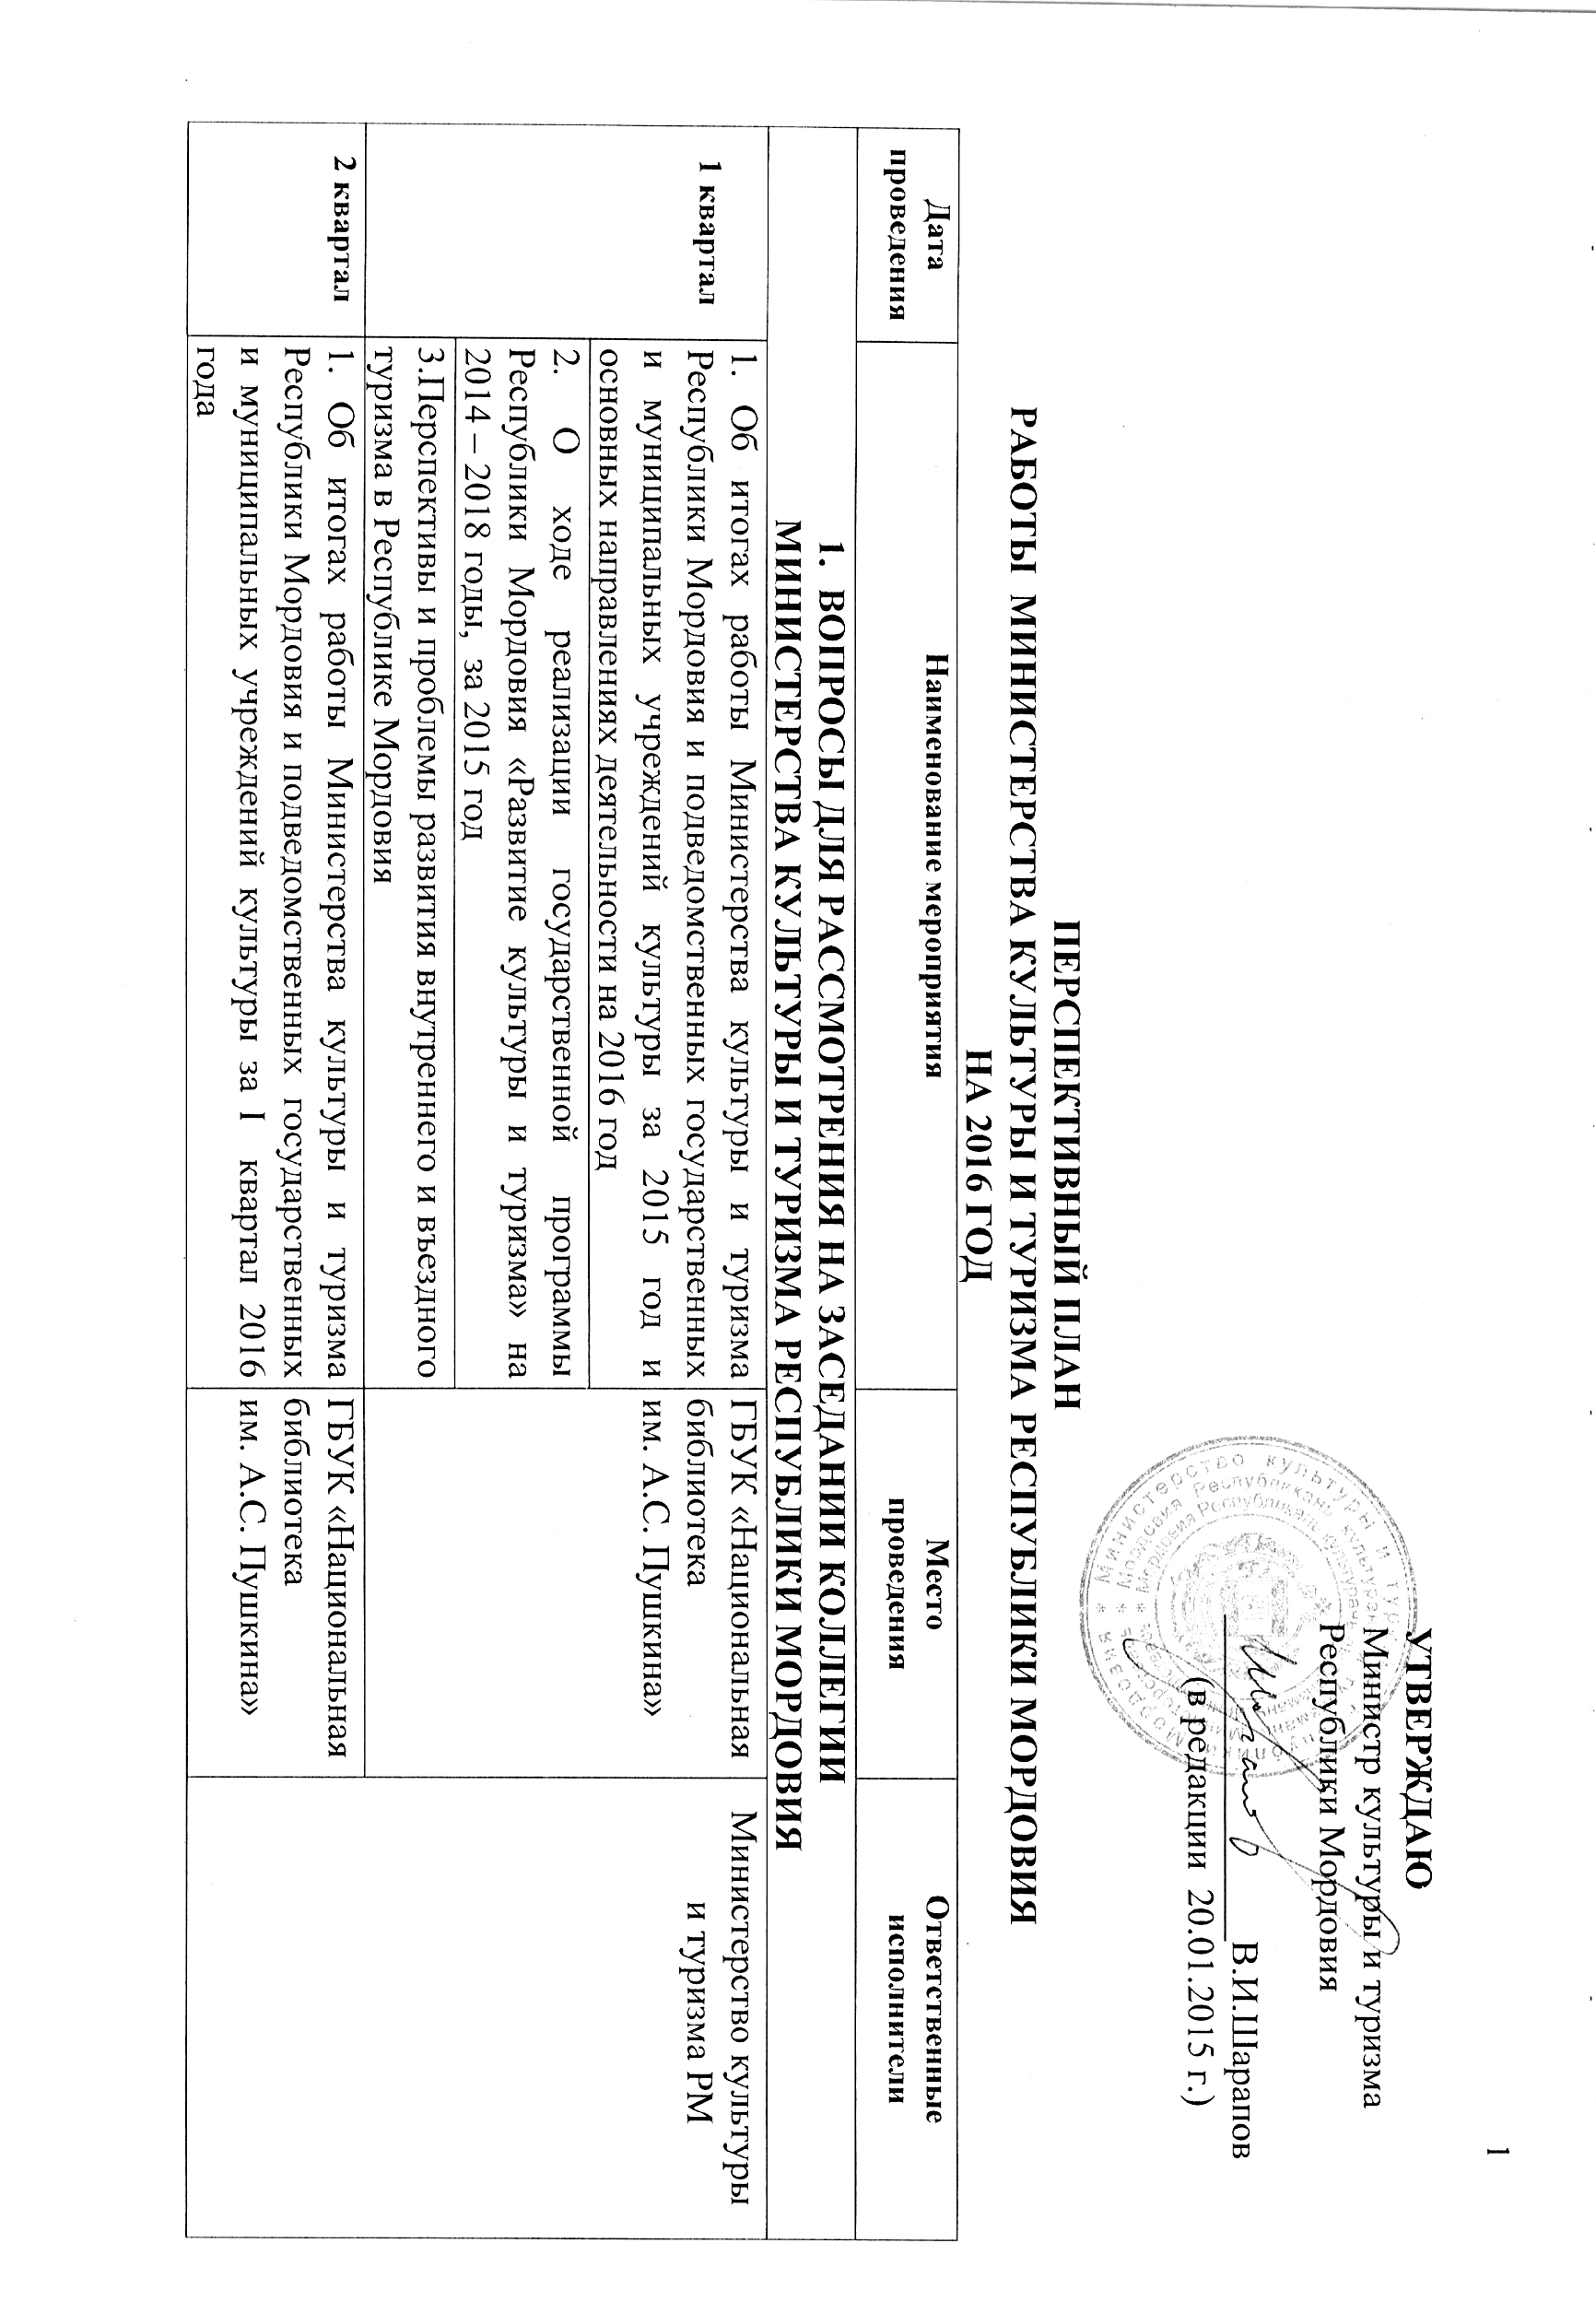 1
УТВЕРЖДАЮ
Министр культуры и туризма
Республики Мордовия
В.И.Шарапов
(в редакции 20.01.2015 г.)
ПЕРСПЕКТИВНЫЙ ПЛАН
РАБОТЫ МИНИСТЕРСТВА КУЛЬТУРЫ И ТУРИЗМА РЕСПУБЛИКИ МОРДОВИЯ
НА 2016 ГОД
Дата
проведения
Наименование мероприятия
Место
проведения
Ответственные
исполнители
1. ВОПРОСЫ ДЛЯ РАССМОТРЕНИЯ НА ЗАСЕДАНИИ КОЛЛЕГИИ
МИНИСТЕРСТВА КУЛЬТУРЫ И ТУРИЗМА РЕСПУБЛИКИ МОРДОВИЯ
1 квартал
1. Об итогах работы Министерства культуры и туризма
Республики Мордовия и подведомственных государственных
и муниципальных учреждений культуры за 2015 год и
основных направлениях деятельности на 2016 год
2. О ходе реализации государственной программы
Республики Мордовия «Развитие культуры и туризма» на
2014 – 2018 годы, за 2015 год
3.Перспективы и проблемы развития внутреннего и въездного
туризма в Республике Мордовия
ГБУК «Национальная
библиотека
им. А.С. Пушкина»
Министерство культуры
и туризма РМ
2 квартал
1. Об итогах работы Министерства культуры и туризма
Республики Мордовия и подведомственных государственных
и муниципальных учреждений культуры за I квартал 2016
года
ГБУК «Национальная
библиотека
им. А.С. Пушкина»